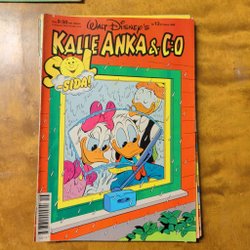 WALT DISNEY'S
KALLE ANKA & C:O
SOL
-SIDA!